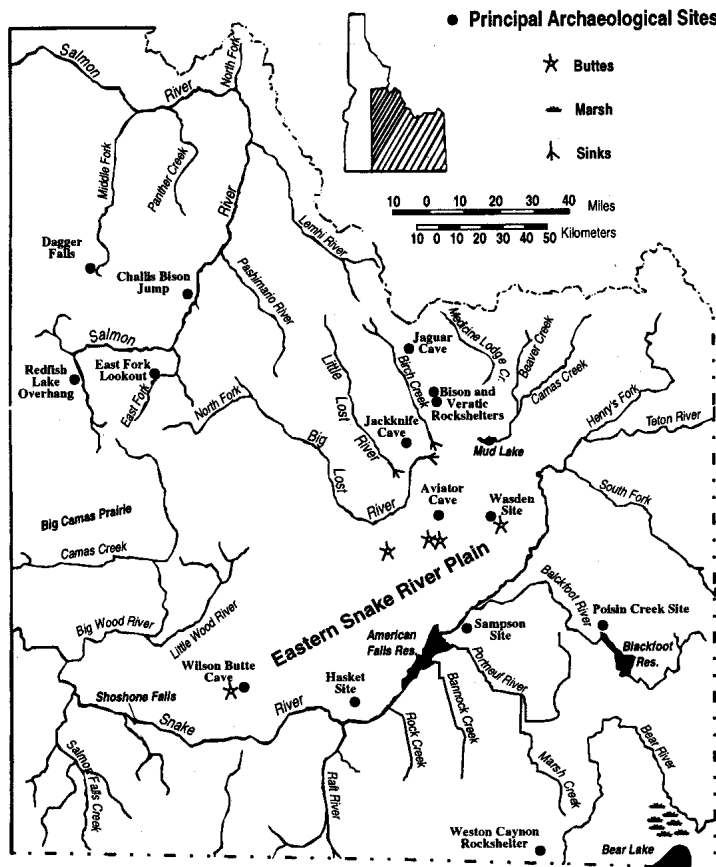 Principal Archaeological Sites
Buttes
Marsh
Sinks
10 0 10 20 30 40
Miles
10 0 10 20 30 40 50
Kilometers
Salmon
River
North Fork
Middle Fork
Panther Creek
River
Lemhi River
Dagger
Falls
Challis Bison
Jump
Pashimario River
Salmon
Redfish
Lake
Overhang
East Fork
Lookout
East Fork
North Fork
Big
Lost
River
Little
Lost
River
Birch Creek
Jaguar
Cave
Medicine Lodge Cr.
Beaver Creek
Camas Creek
Bison and
Veratic
Rockshelters
Jackknife
Cave
Mud Lake
Henry's Fork
Teton River
South Fork
Aviator
Cave
Wasden
Site
Big Camas Prairie
Camas Creek
Big Wood River
Little Wood River
Eastern Snake River Plain
American
Falls Res.
Sampson
Site
Balckfoot River
Poisin Creek Site
Blackfoot
Res.
Wilson Butte
Cave
Shoshone Falls
Snake
River
Hasket
Site
Rock Creek
Bannock Creek
Portneuf River
Marsh Creek
Bear River
Salmon Falls Creek
Raft River
Weston Caynon
Rockshelter
Bear Lake